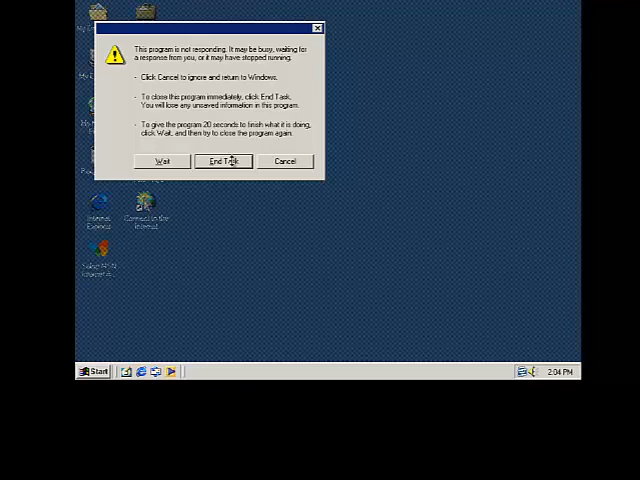 This program is not responding. It may be busy, waiting for
a response from you, or it may have stopped running.
- Click Cancel to ignore and return to Windows.
- To close this program immediately, click End Task.
You will lose any unsaved information in this program.
- To give the program 20 seconds to finish what it is doing,
click Wait, and then try to close the program again.
Wait
End Task
Cancel
Internet
Explorer
Connect to the
Internet
Start
2:04 PM